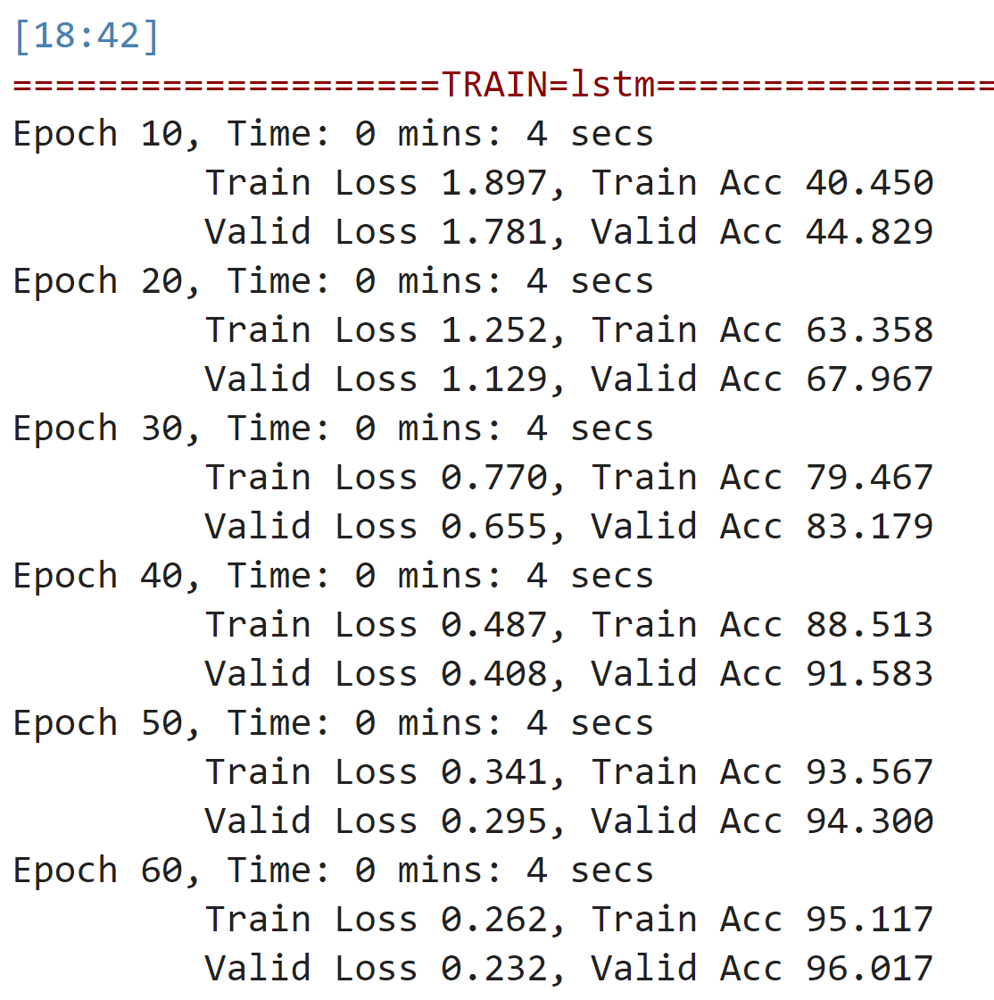 [18:42]
====================TRAIN=lstm================
Epoch 10, Time: 0 mins: 4 secs
Train Loss 1.897, Train Acc 40.450
Valid Loss 1.781, Valid Acc 44.829
Epoch 20, Time: 0 mins: 4 secs
Train Loss 1.252, Train Acc 63.358
Valid Loss 1.129, Valid Acc 67.967
Epoch 30, Time: 0 mins: 4 secs
Train Loss 0.770, Train Acc 79.467
Valid Loss 0.655, Valid Acc 83.179
Epoch 40, Time: 0 mins: 4 secs
Train Loss 0.487, Train Acc 88.513
Valid Loss 0.408, Valid Acc 91.583
Epoch 50, Time: 0 mins: 4 secs
Train Loss 0.341, Train Acc 93.567
Valid Loss 0.295, Valid Acc 94.300
Epoch 60, Time: 0 mins: 4 secs
Train Loss 0.262, Train Acc 95.117
Valid Loss 0.232, Valid Acc 96.017